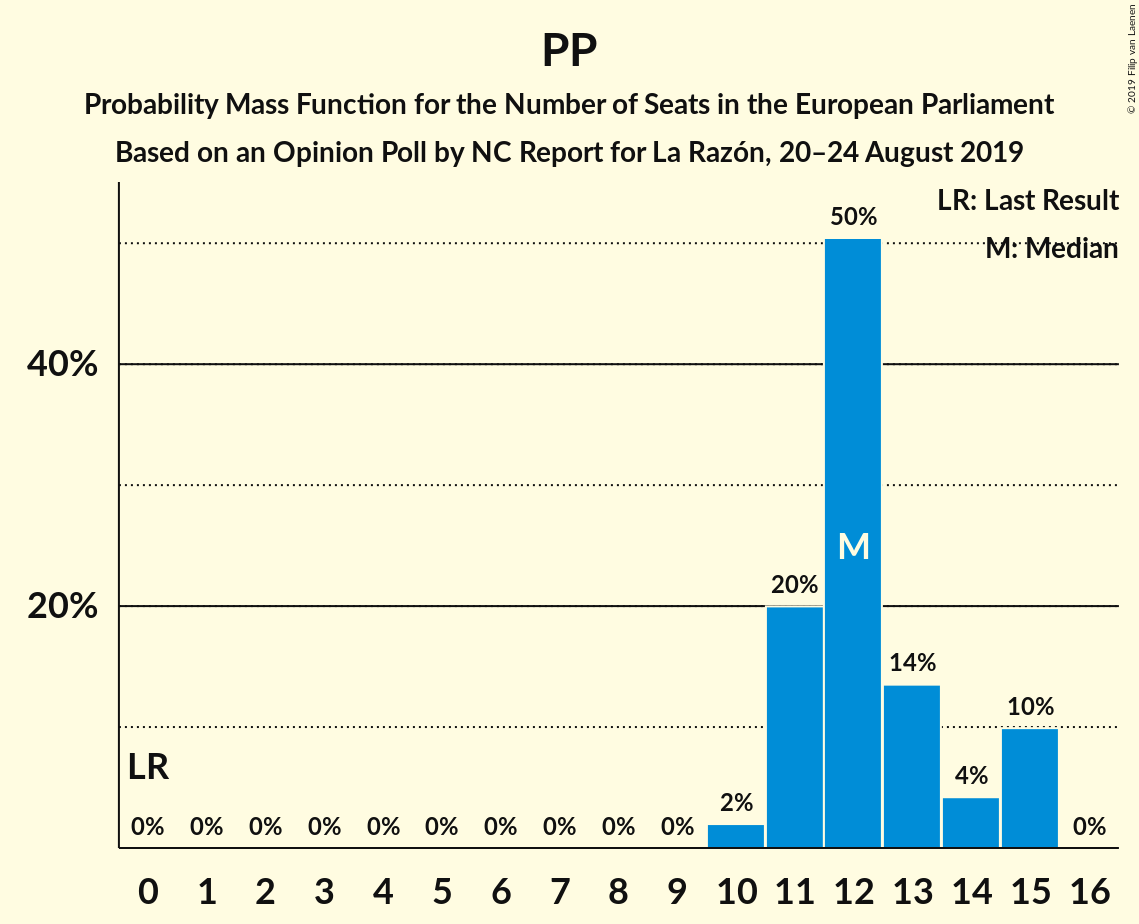 PP
Probability Mass Function for the Number of Seats in the European Parliament
Based on an Opinion Poll by NC Report for La Razón, 20–24 August 2019
© 2019 Filip van Laenen
LR: Last Result
M: Median
50%
40%
M
20%
20%
14%
10%
LR
4%
2%
0% 0% 0% 0% 0% 0% 0% 0% 0% 0% 0%
0 1 2 3 4 5 6 7 8 9 10 11 12 13 14 15 16